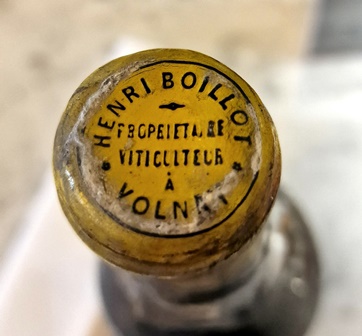 HENRI BOILLOT
PROPRIETAIRE
VITICULTEUR
À
VOLNAY